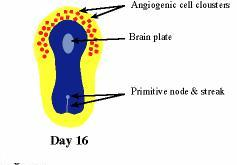 Angiogenic cell clousters
Brain plate
Primitive node & streak
Day 16